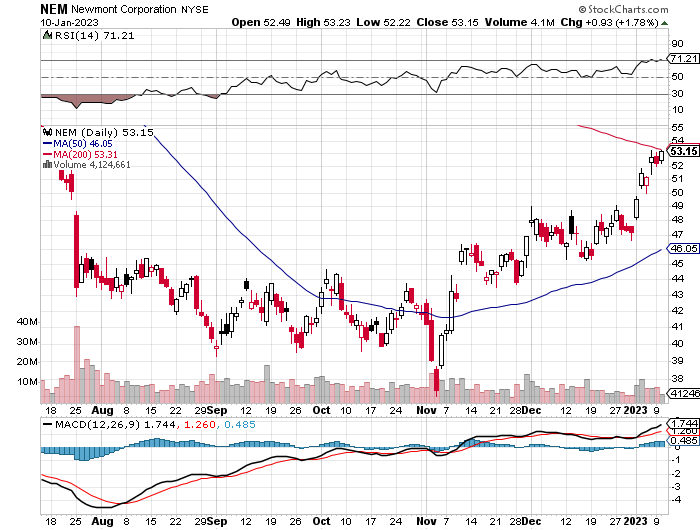 NEM Newmont Corporation NYSE © StockCharts.com
10-Jan-2023 Open 52.49 High 53.23 Low 52.22 Close 53.15 Volume 4.1M Chg +0.93 (+1.78%)
RSI(14) 71.21
90
71.21
50
30
10
NEM (Daily) 53.15
MA(50) 46.05
MA(200) 53.31
Volume 4,124,661
55
54
53.15
52
51
50
49
48
47
46.05
45
44
43
42
41
40
39
38
41246
40M
30M
20M
10M
18 25 Aug 8 15 22 29 Sep 12 19 26 Oct 10 17 24 Nov 7 14 21 28 Dec 12 19 27 2023 9
MACD(12,26,9) 1.744, 1.260, 0.485
1.744
1.260
0.485
0
-1
-2
-3
-4
18 25 Aug 8 15 22 29 Sep 12 19 26 Oct 10 17 24 Nov 7 14 21 28 Dec 12 19 27 2023 9